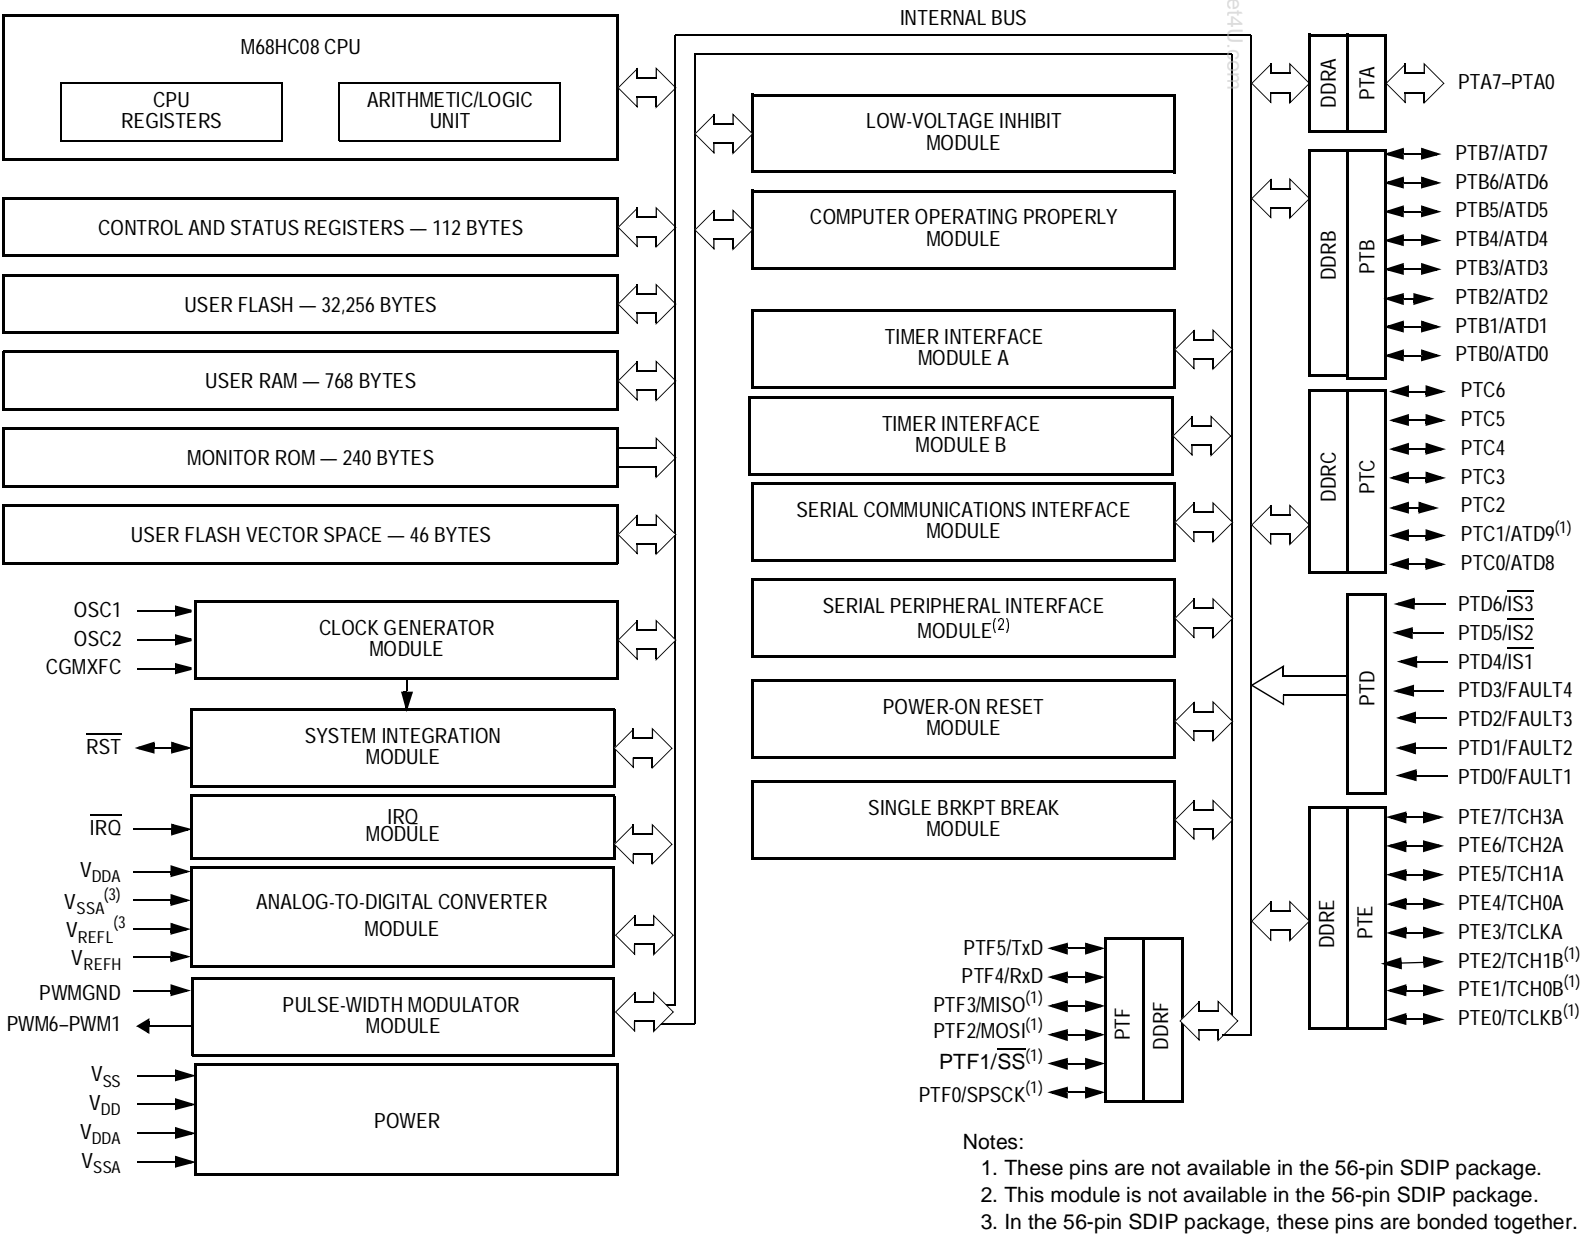 INTERNAL BUS
M68HC08 CPU
CPU
REGISTERS
ARITHMETIC/LOGIC
UNIT
CONTROL AND STATUS REGISTERS — 112 BYTES
USER FLASH — 32,256 BYTES
USER RAM — 768 BYTES
MONITOR ROM — 240 BYTES
USER FLASH VECTOR SPACE — 46 BYTES
OSC1
OSC2
CGMXFC
CLOCK GENERATOR
MODULE
RST
SYSTEM INTEGRATION
MODULE
IRQ
IRQ
MODULE
VDDA
VSSA(3)
VREFL(3
VREFH
ANALOG-TO-DIGITAL CONVERTER
MODULE
PWMGND
PWM6–PWM1
PULSE-WIDTH MODULATOR
MODULE
VSS
VDD
VDDA
VSSA
POWER
LOW-VOLTAGE INHIBIT
MODULE
COMPUTER OPERATING PROPERLY
MODULE
TIMER INTERFACE
MODULE A
TIMER INTERFACE
MODULE B
SERIAL COMMUNICATIONS INTERFACE
MODULE
SERIAL PERIPHERAL INTERFACE
MODULE(2)
POWER-ON RESET
MODULE
SINGLE BRKPT BREAK
MODULE
PTF5/TxD
PTF4/RxD
PTF3/MISO(1)
PTF2/MOSI(1)
PTF1/SS(1)
PTF0/SPSCK(1)
PTF
DDRF
et4U.com
DDRA
PTA
PTA7–PTA0
DDRB
PTB
PTB7/ATD7
PTB6/ATD6
PTB5/ATD5
PTB4/ATD4
PTB3/ATD3
PTB2/ATD2
PTB1/ATD1
PTB0/ATD0
DDRC
PTC
PTC6
PTC5
PTC4
PTC3
PTC2
PTC1/ATD9(1)
PTC0/ATD8
PTD
PTD6/IS3
PTD5/IS2
PTD4/IS1
PTD3/FAULT4
PTD2/FAULT3
PTD1/FAULT2
PTD0/FAULT1
DDRE
PTE
PTE7/TCH3A
PTE6/TCH2A
PTE5/TCH1A
PTE4/TCH0A
PTE3/TCLKA
PTE2/TCH1B(1)
PTE1/TCH0B(1)
PTE0/TCLKB(1)
Notes:
1. These pins are not available in the 56-pin SDIP package.
2. This module is not available in the 56-pin SDIP package.
3. In the 56-pin SDIP package, these pins are bonded together.